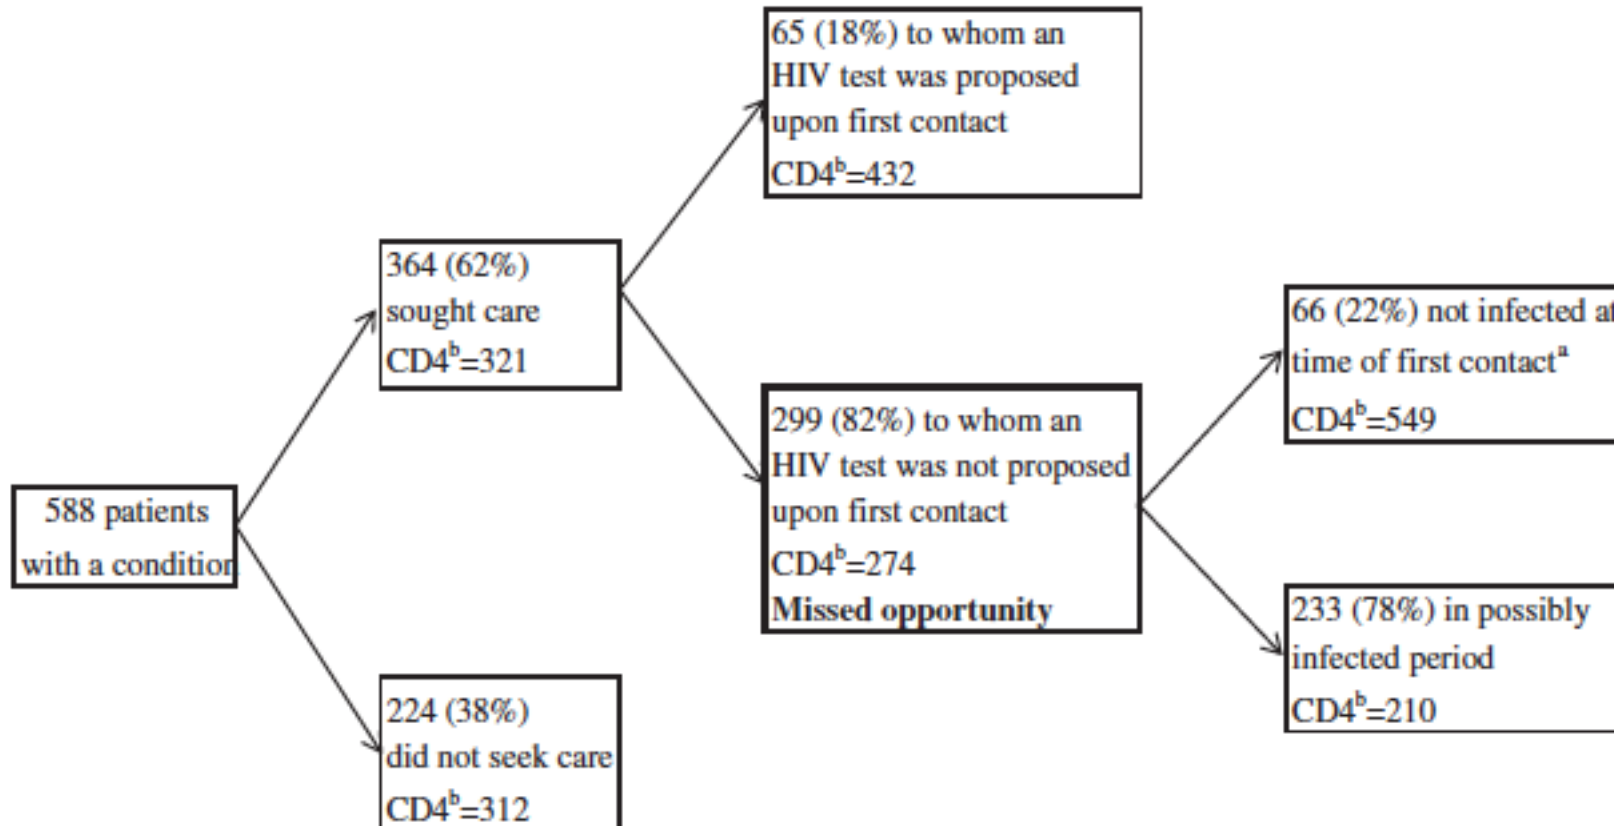 65 (18%) to whom an
HIV test was proposed
upon first contact
CD4ᵇ=432
364 (62%)
sought care
CD4ᵇ=321
66 (22%) not infected at
time of first contactᵃ
CD4ᵇ=549
299 (82%) to whom an
HIV test was not proposed
upon first contact
CD4ᵇ=274
Missed opportunity
588 patients
with a condition
233 (78%) in possibly
infected period
CD4ᵇ=210
224 (38%)
did not seek care
CD4ᵇ=312